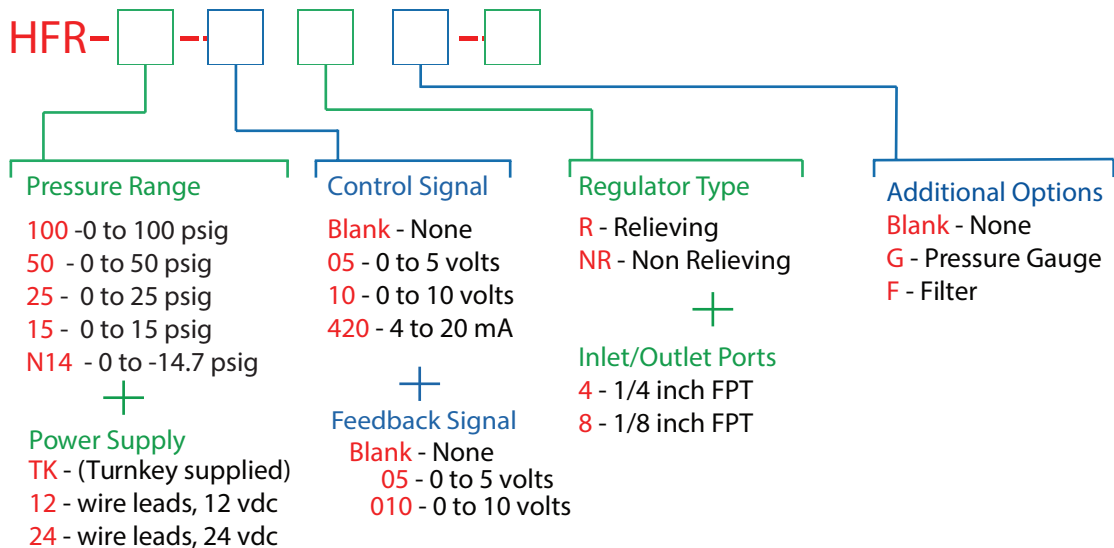 HFR- - -
Pressure Range
100 -0 to 100 psig
50 - 0 to 50 psig
25 - 0 to 25 psig
15 - 0 to 15 psig
N14 - 0 to -14.7 psig
+
Power Supply
TK - (Turnkey supplied)
12 - wire leads, 12 vdc
24 - wire leads, 24 vdc
Control Signal
Blank - None
05 - 0 to 5 volts
10 - 0 to 10 volts
420 - 4 to 20 mA
+
Feedback Signal
Blank - None
05 - 0 to 5 volts
010 - 0 to 10 volts
Regulator Type
R - Relieving
NR - Non Relieving
+
Inlet/Outlet Ports
4 - 1/4 inch FPT
8 - 1/8 inch FPT
Additional Options
Blank - None
G - Pressure Gauge
F - Filter